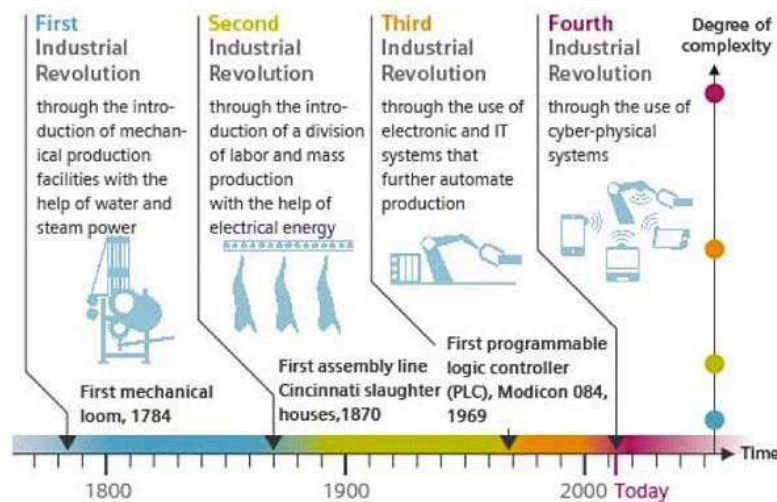 First
Industrial
Revolution
through the intro-
duction of mechan-
ical production
facilities with the
help of water and
steam power
First mechanical
loom, 1784
Second
Industrial
Revolution
through the intro-
duction of a division
of labor and mass
production
with the help of
electrical energy
First assembly line
Cincinnati slaughter
houses,1870
Third
Industrial
Revolution
through the use of
electronic and IT
systems that
further automate
production
First programmable
logic controller
(PLC), Modicon 084,
1969
Fourth
Industrial
Revolution
through the use of
cyber-physical
systems
Degree of
complexity
Time
1800
1900
2000
Today